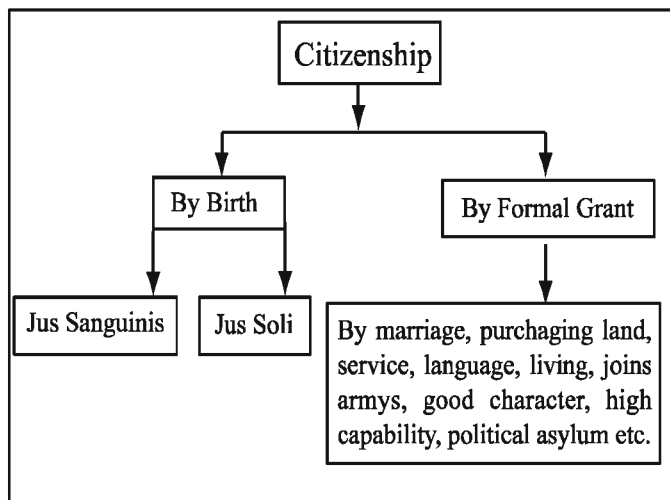 Citizenship
By Birth
By Formal Grant
Jus Sanguinis
Jus Soli
By marriage, purchaging land,
service, language, living, joins
armys, good character, high
capability, political asylum etc.